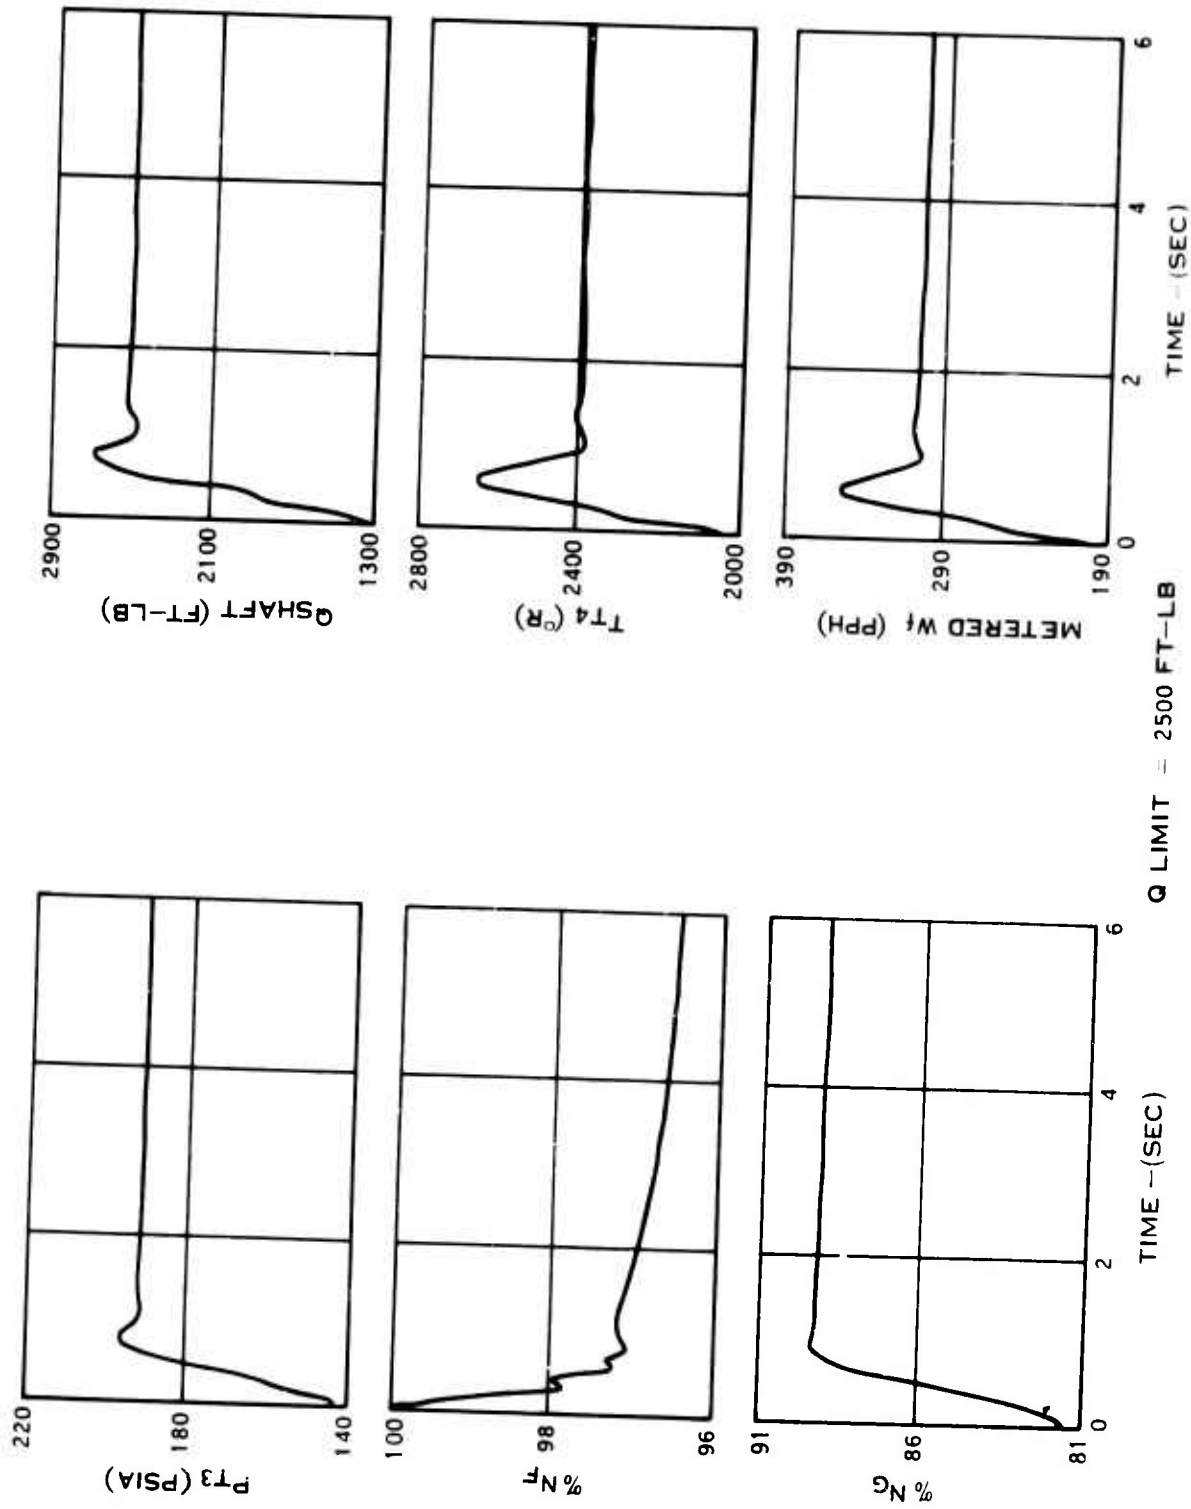 2900
2100
1300
QSHAFT (FT-LB)
2800
2400
2000
TT4 (°R)
390
290
190
METERED Wf (PPH)
0
2
4
6
TIME -(SEC)
220
180
140
PT3 (PSIA)
100
98
96
% NF
91
86
81
% NG
0
2
4
6
TIME -(SEC)
Q LIMIT = 2500 FT-LB